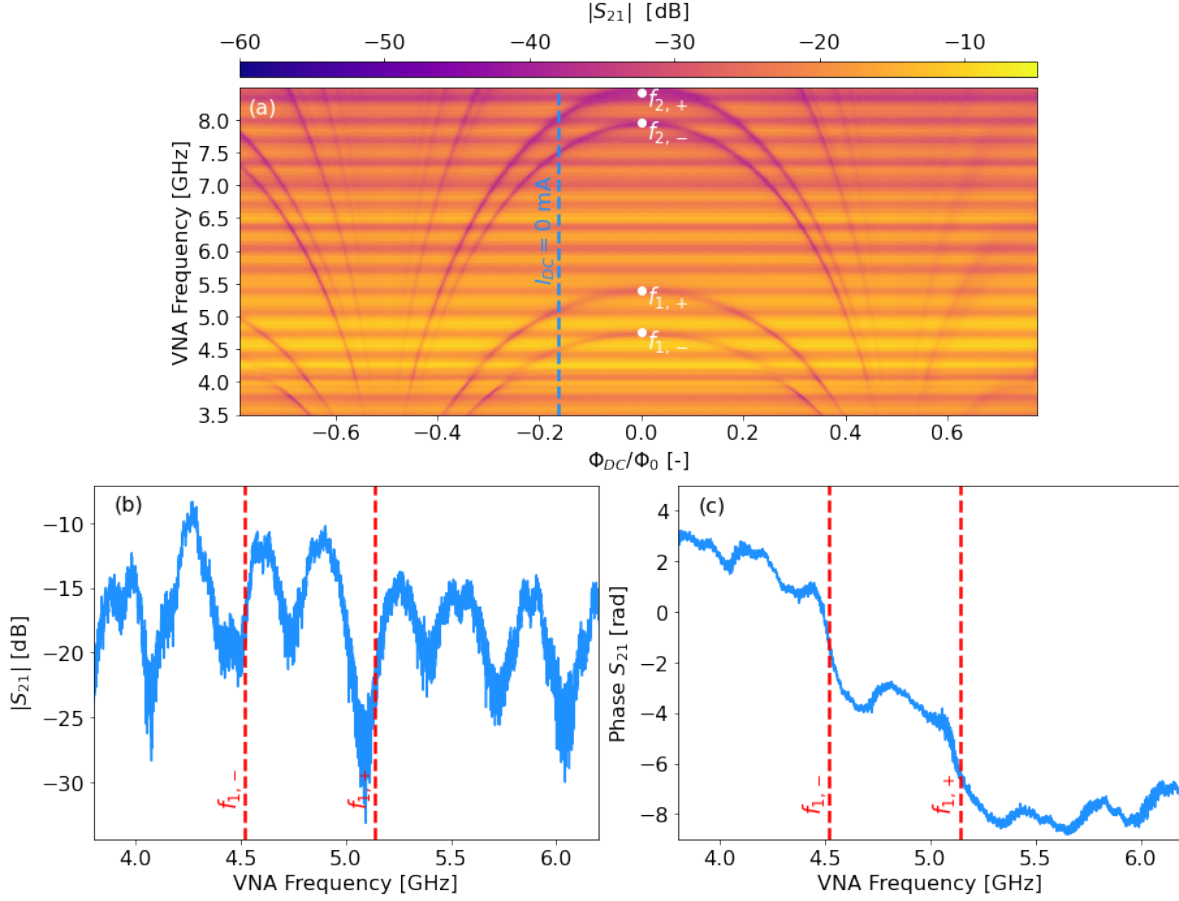 |S21| [dB]
−60 −50 −40 −30 −20 −10
(a)
VNA Frequency [GHz]
8.0
7.5
7.0
6.5
6.0
5.5
5.0
4.5
4.0
3.5
f2, +
f2, −
I_DC = 0 mA
f1, +
f1, −
−0.6 −0.4 −0.2 0.0 0.2 0.4 0.6
Φ_DC/Φ_0 [-]
(b)
|S21| [dB]
−10
−15
−20
−25
−30
f1, −
f1, +
4.0 4.5 5.0 5.5 6.0
VNA Frequency [GHz]
(c)
Phase S21 [rad]
4
2
0
−2
−4
−6
−8
f1, −
f1, +
4.0 4.5 5.0 5.5 6.0
VNA Frequency [GHz]